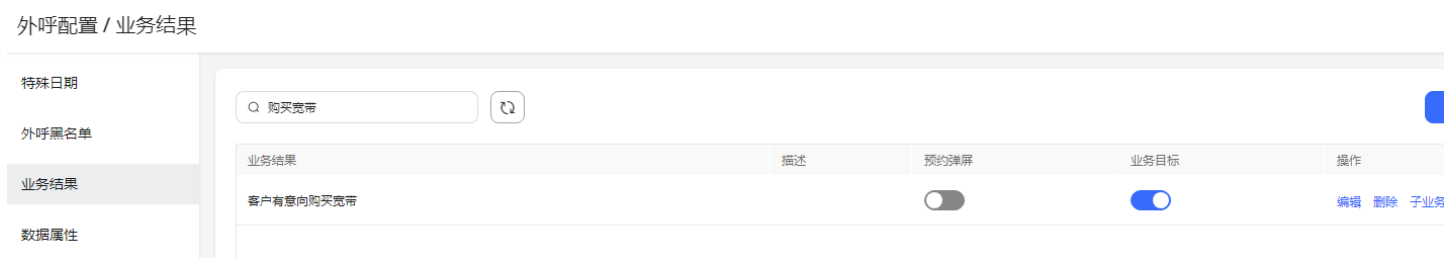 外呼配置 / 业务结果
特殊日期
外呼黑名单
业务结果
数据属性
购买宽带
业务结果 描述 预约弹屏 业务目标 操作
客户有意向购买宽带 编辑 删除 子业务